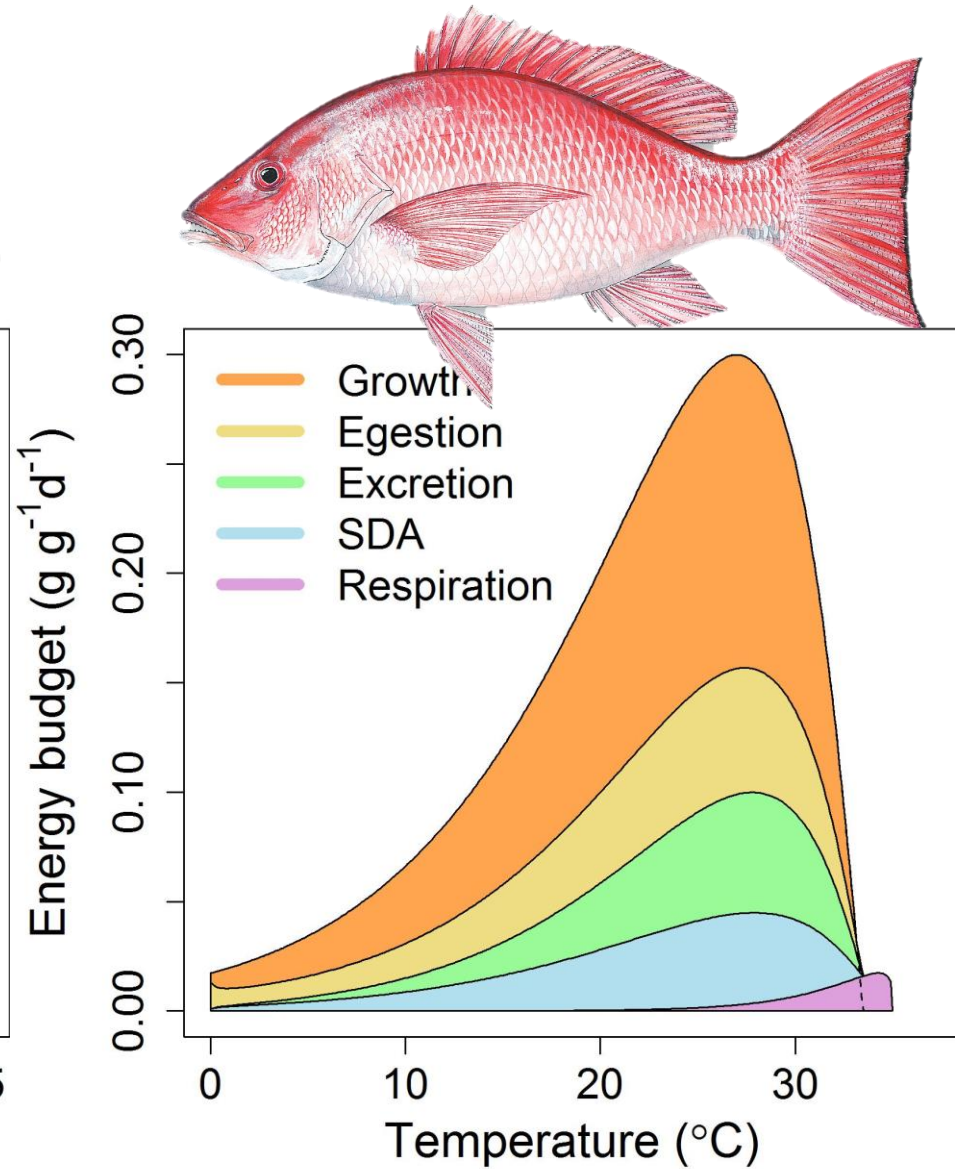 Growth
Egestion
Excretion
SDA
Respiration
Energy budget (g g⁻¹d⁻¹)
0.30
0.20
0.10
0.00
0 10 20 30
Temperature (°C)